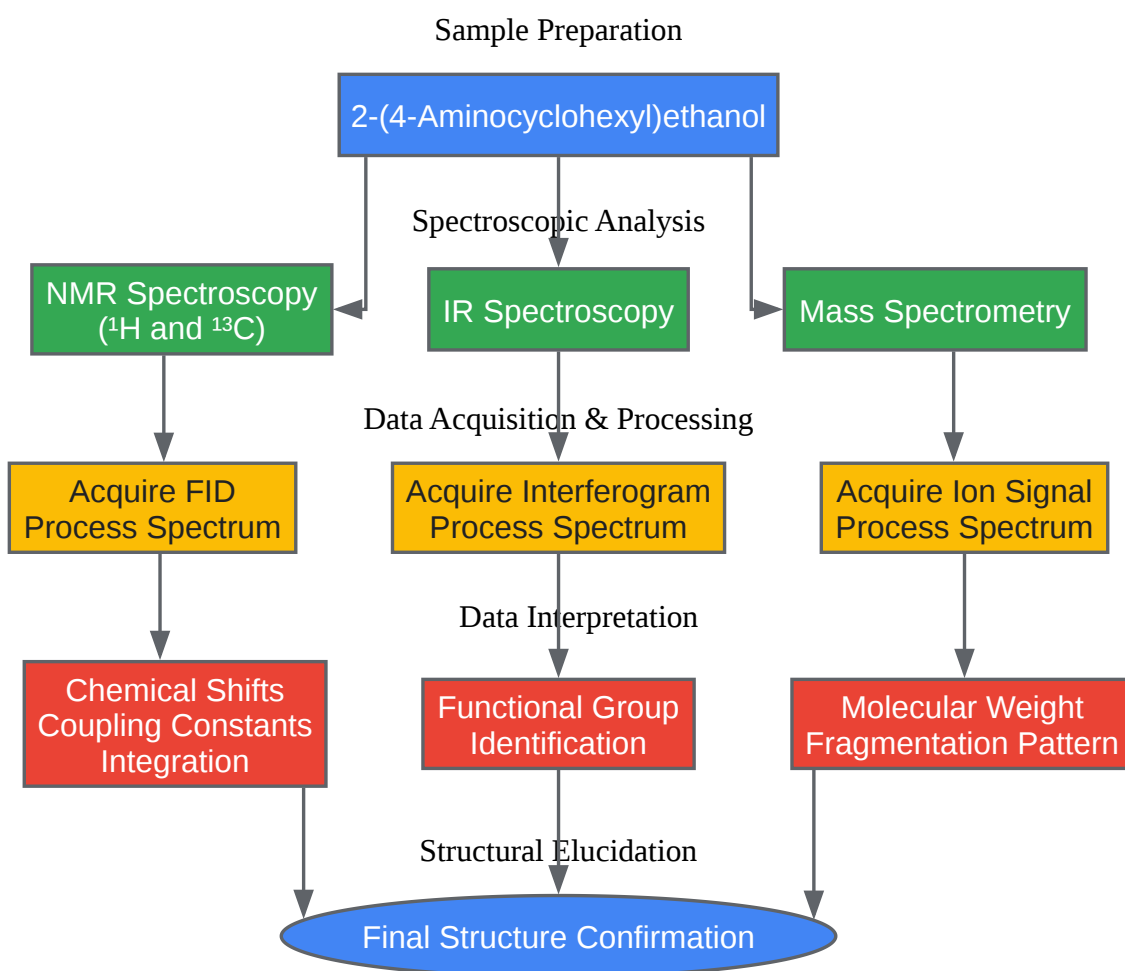 Sample Preparation
2-(4-Aminocyclohexyl)ethanol
Spectroscopic Analysis
NMR Spectroscopy
(¹H and ¹³C)
IR Spectroscopy
Mass Spectrometry
Data Acquisition & Processing
Acquire FID
Process Spectrum
Acquire Interferogram
Process Spectrum
Acquire Ion Signal
Process Spectrum
Data Interpretation
Chemical Shifts
Coupling Constants
Integration
Functional Group
Identification
Molecular Weight
Fragmentation Pattern
Structural Elucidation
Final Structure Confirmation